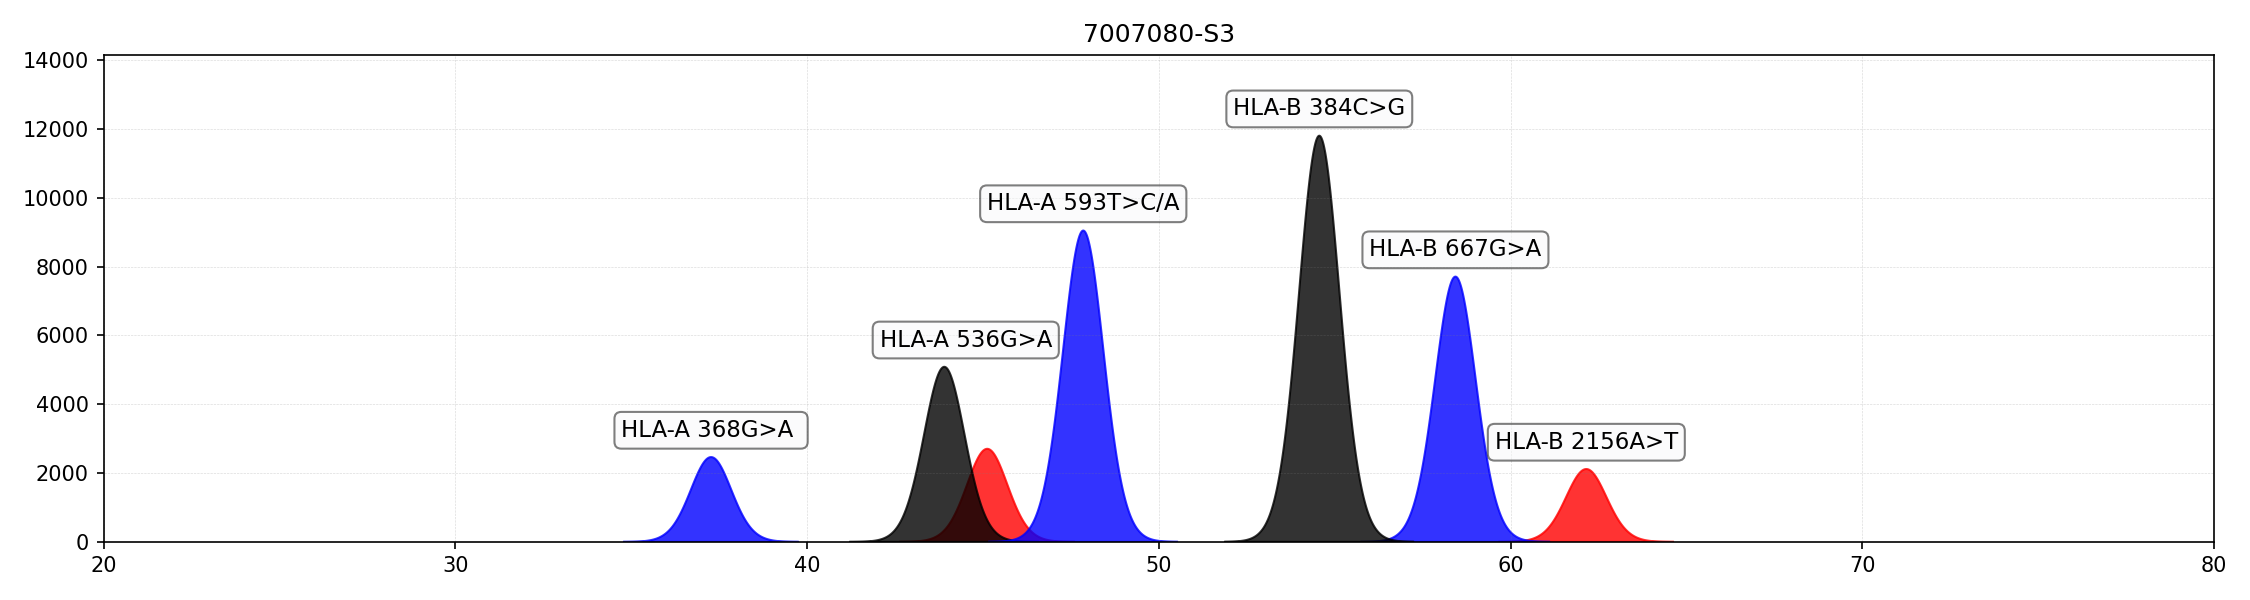 7007080-S3
14000
12000
10000
8000
6000
4000
2000
0
HLA-B 384C>G
HLA-A 593T>C/A
HLA-B 667G>A
HLA-A 536G>A
HLA-A 368G>A
HLA-B 2156A>T
20 30 40 50 60 70 80